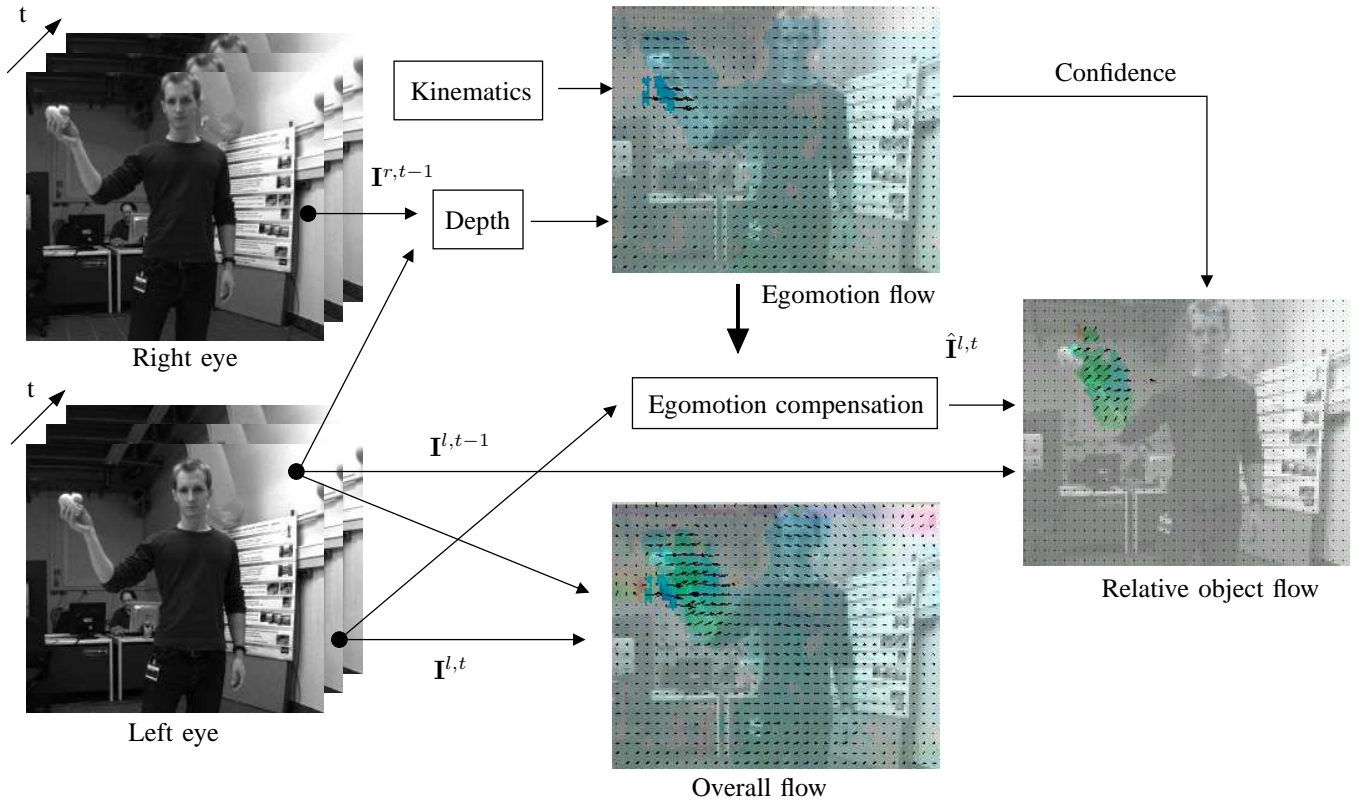 t
Right eye
t
Left eye
Kinematics
I^{r,t−1}
Depth
Egomotion flow
Confidence
Î^{l,t}
Egomotion compensation
I^{l,t−1}
I^{l,t}
Overall flow
Relative object flow